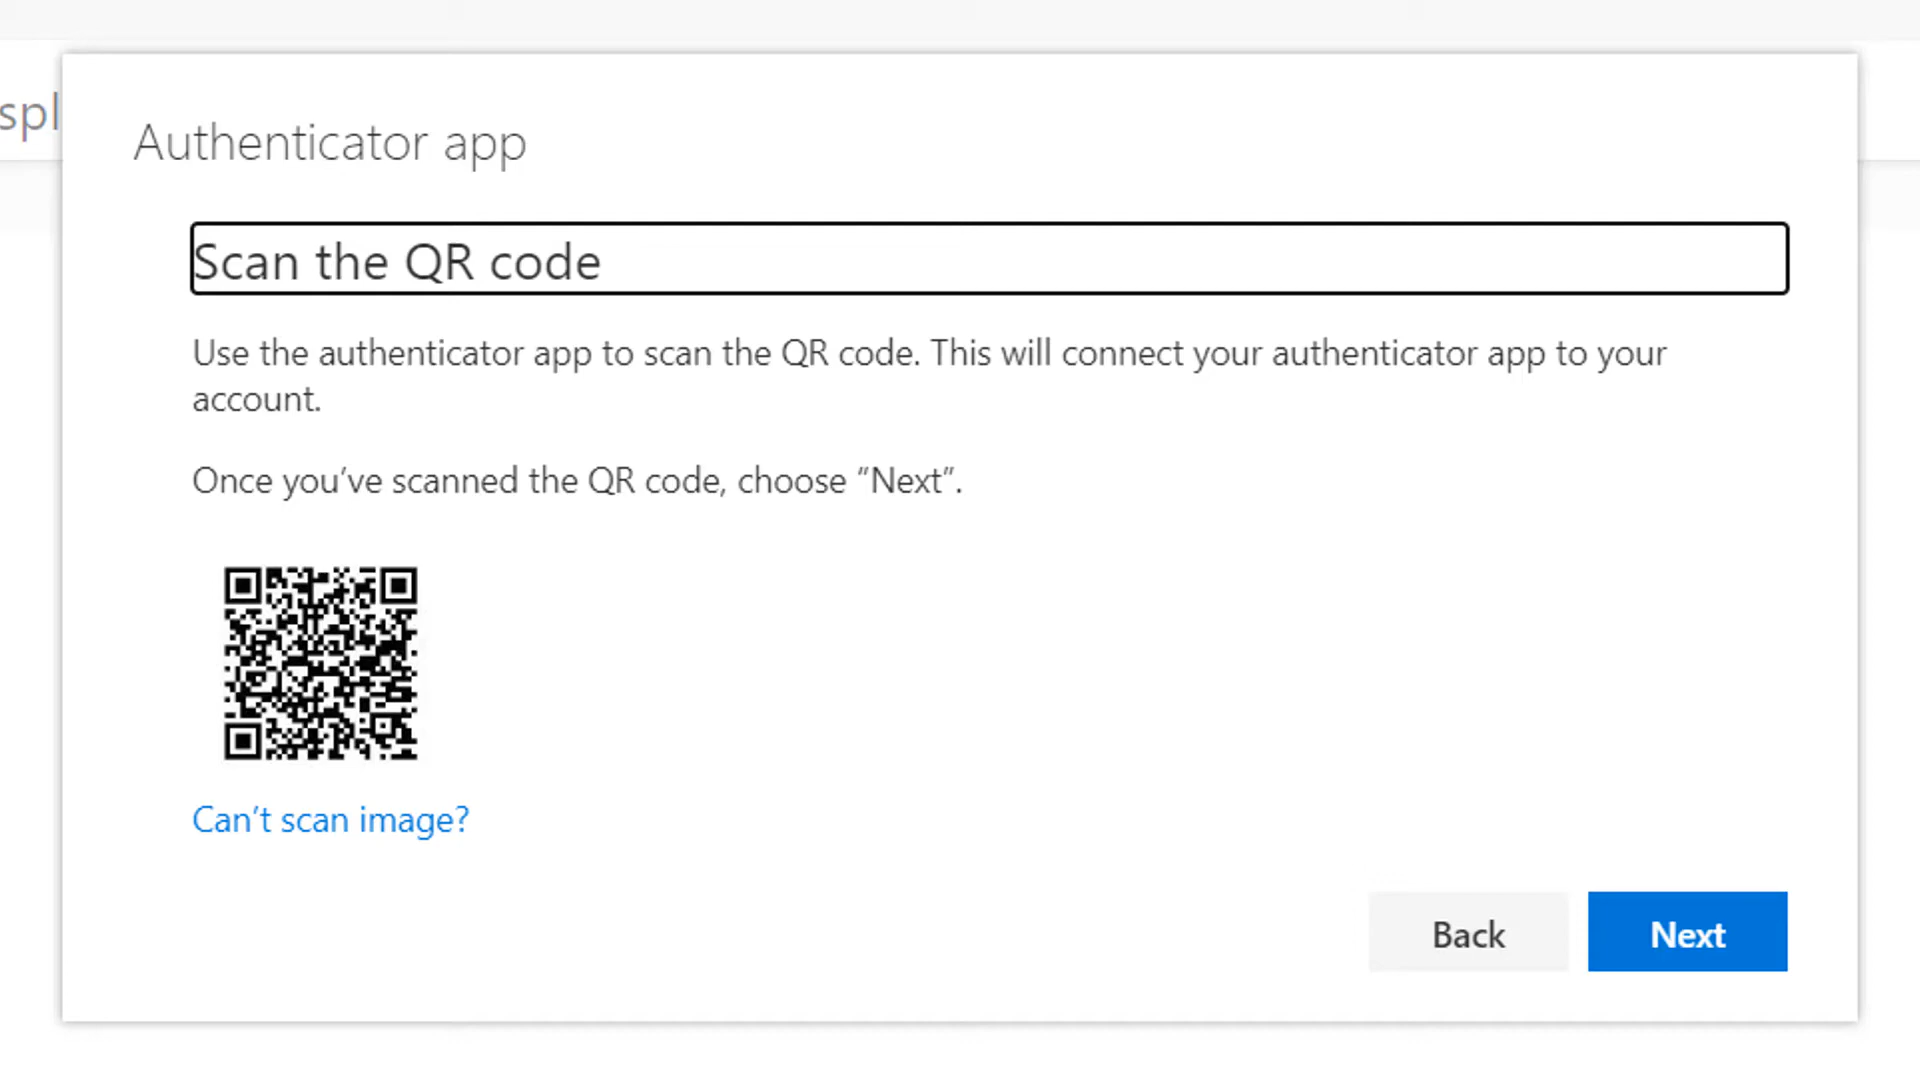 spl
Authenticator app
Scan the QR code
Use the authenticator app to scan the QR code. This will connect your authenticator app to your
account.
Once you’ve scanned the QR code, choose “Next”.
Can’t scan image?
Back
Next